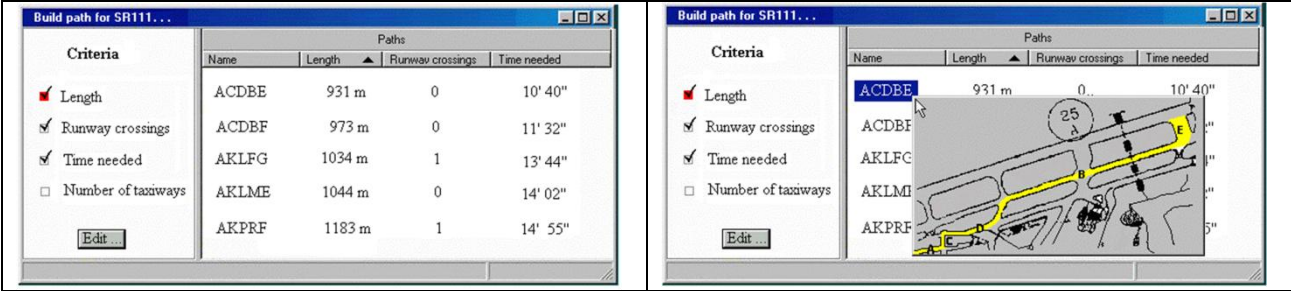 Build path for SR111...
Criteria
Length
Runway crossings
Time needed
Number of taxiways
Edit ...
Paths
Name Length Runway crossings Time needed
ACDBE 931 m 0 10' 40"
ACDBF 973 m 0 11' 32"
AKLFG 1034 m 1 13' 44"
AKLME 1044 m 0 14' 02"
AKPRF 1183 m 1 14' 55"
Build path for SR111...
Criteria
Length
Runway crossings
Time needed
Number of taxiways
Edit ...
Paths
Name Length Runway crossings Time needed
ACDBE 931 m 0.. 10' 40"
ACDBF
AKLFG
AKLME
AKPRF
25
E
B
D
C
A